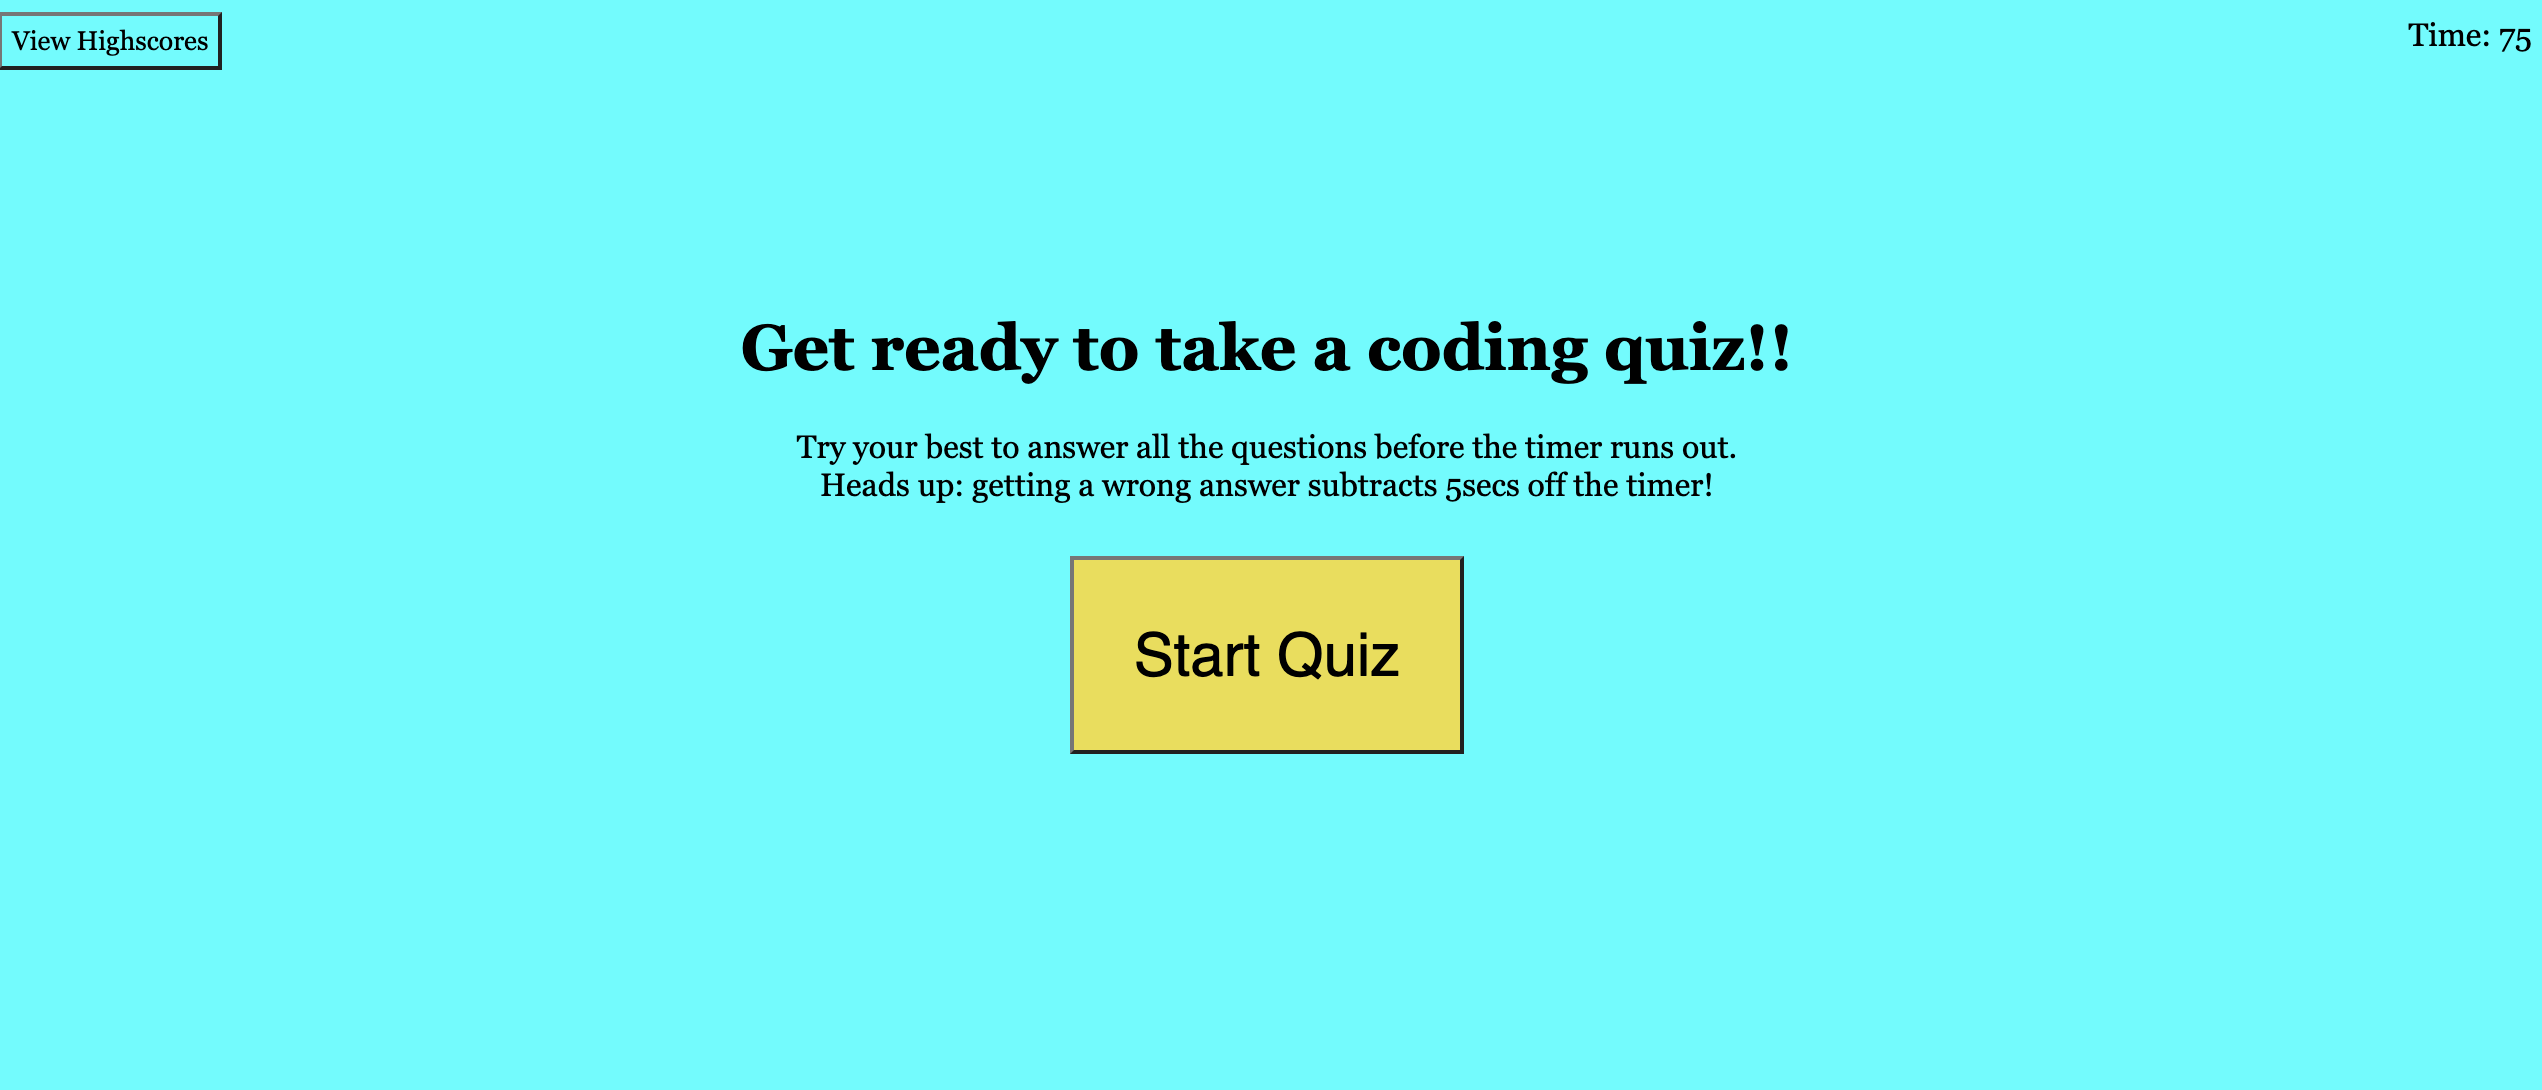 View Highscores
Time: 75
Get ready to take a coding quiz!!
Try your best to answer all the questions before the timer runs out.
Heads up: getting a wrong answer subtracts 5secs off the timer!
Start Quiz